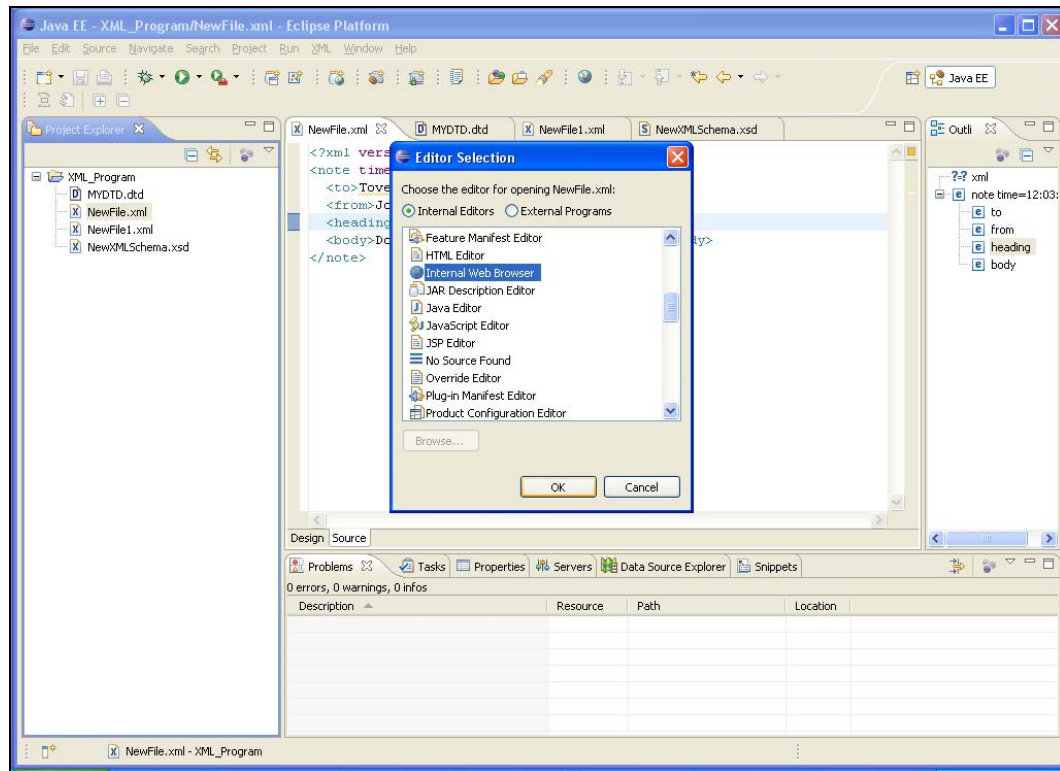 Java EE - XML_Program/NewFile.xml - Eclipse Platform
File Edit Source Navigate Search Project Run XML Window Help
Java EE
Project Explorer
XML_Program
MYDTD.dtd
NewFile.xml
NewFile1.xml
NewXMLSchema.xsd
NewFile.xml MYDTD.dtd NewFile1.xml NewXMLSchema.xsd
<?xml vers
<note time
<to>Tove
<from>Jo
<heading
<body>Do dy>
</note>
Design Source
Editor Selection
Choose the editor for opening NewFile.xml:
Internal Editors External Programs
Feature Manifest Editor
HTML Editor
Internal Web Browser
JAR Description Editor
Java Editor
JavaScript Editor
JSP Editor
No Source Found
Override Editor
Plug-in Manifest Editor
Product Configuration Editor
Browse...
OK Cancel
Outli
?=? xml
note time=12:03:
to
from
heading
body
Problems Tasks Properties Servers Data Source Explorer Snippets
0 errors, 0 warnings, 0 infos
Description Resource Path Location
NewFile.xml - XML_Program